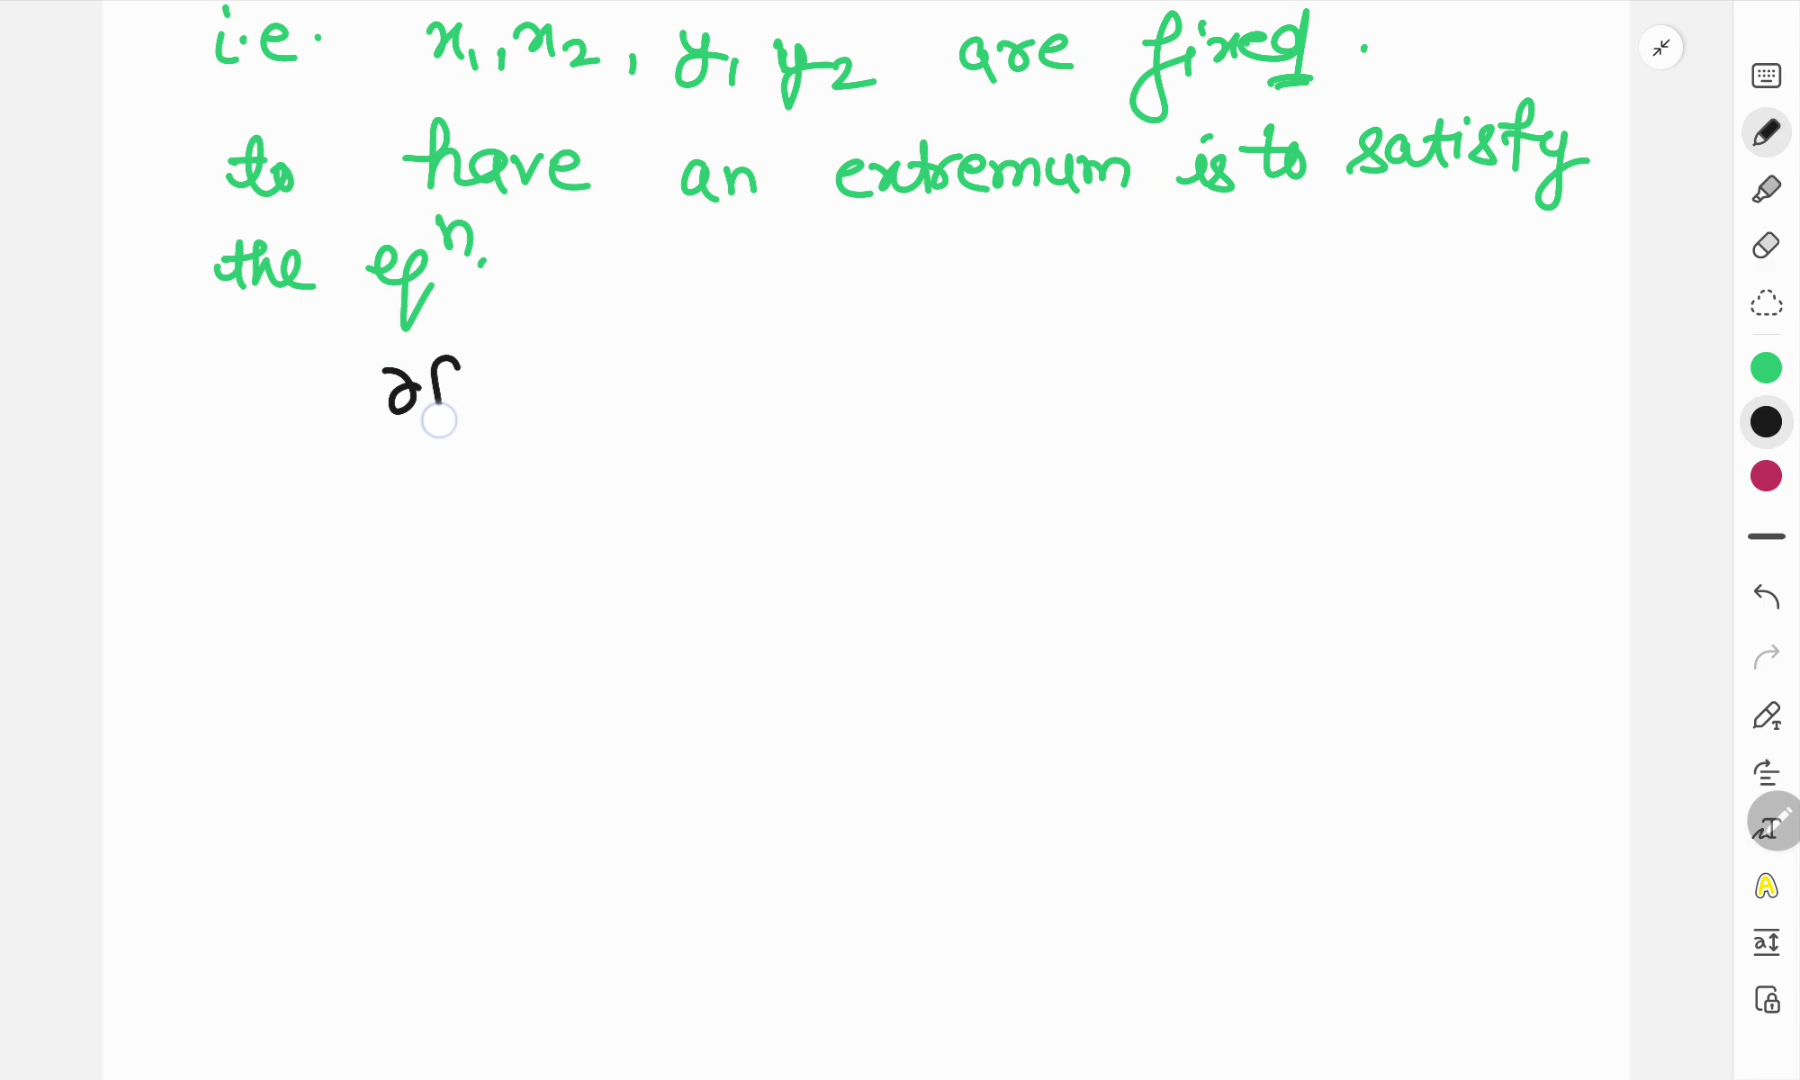 i.e. x₁, x₂, y₁ y₂ are fixed.
to have an extremum is to satisfy
the eqⁿ.
∂f